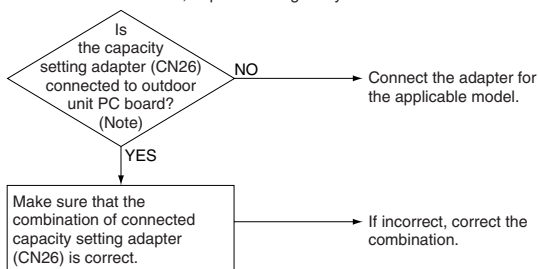 Is
the capacity
setting adapter (CN26)
connected to outdoor
unit PC board?
(Note)
NO
Connect the adapter for
the applicable model.
YES
Make sure that the
combination of connected
capacity setting adapter
(CN26) is correct.
If incorrect, correct the
combination.